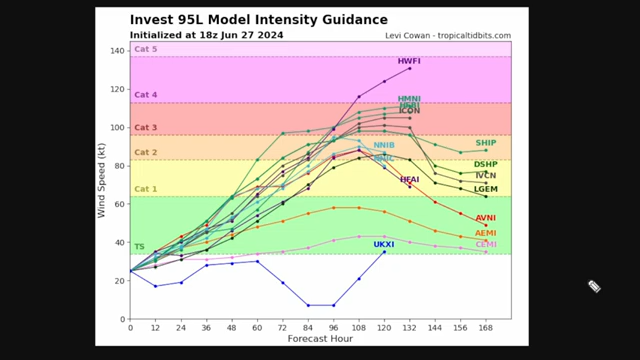 Invest 95L Model Intensity Guidance
Initialized at 18z Jun 27 2024
Levi Cowan - tropicaltidbits.com
Wind Speed (kt)
140
120
100
80
60
40
20
0
Cat 5
Cat 4
Cat 3
Cat 2
Cat 1
TS
HWFI
HMNI
ICON
NNIB
HFAI
UKXI
SHIP
DSHP
IVCN
LGEM
AVNI
AEMI
CEMI
0 12 24 36 48 60 72 84 96 108 120 132 144 156 168
Forecast Hour